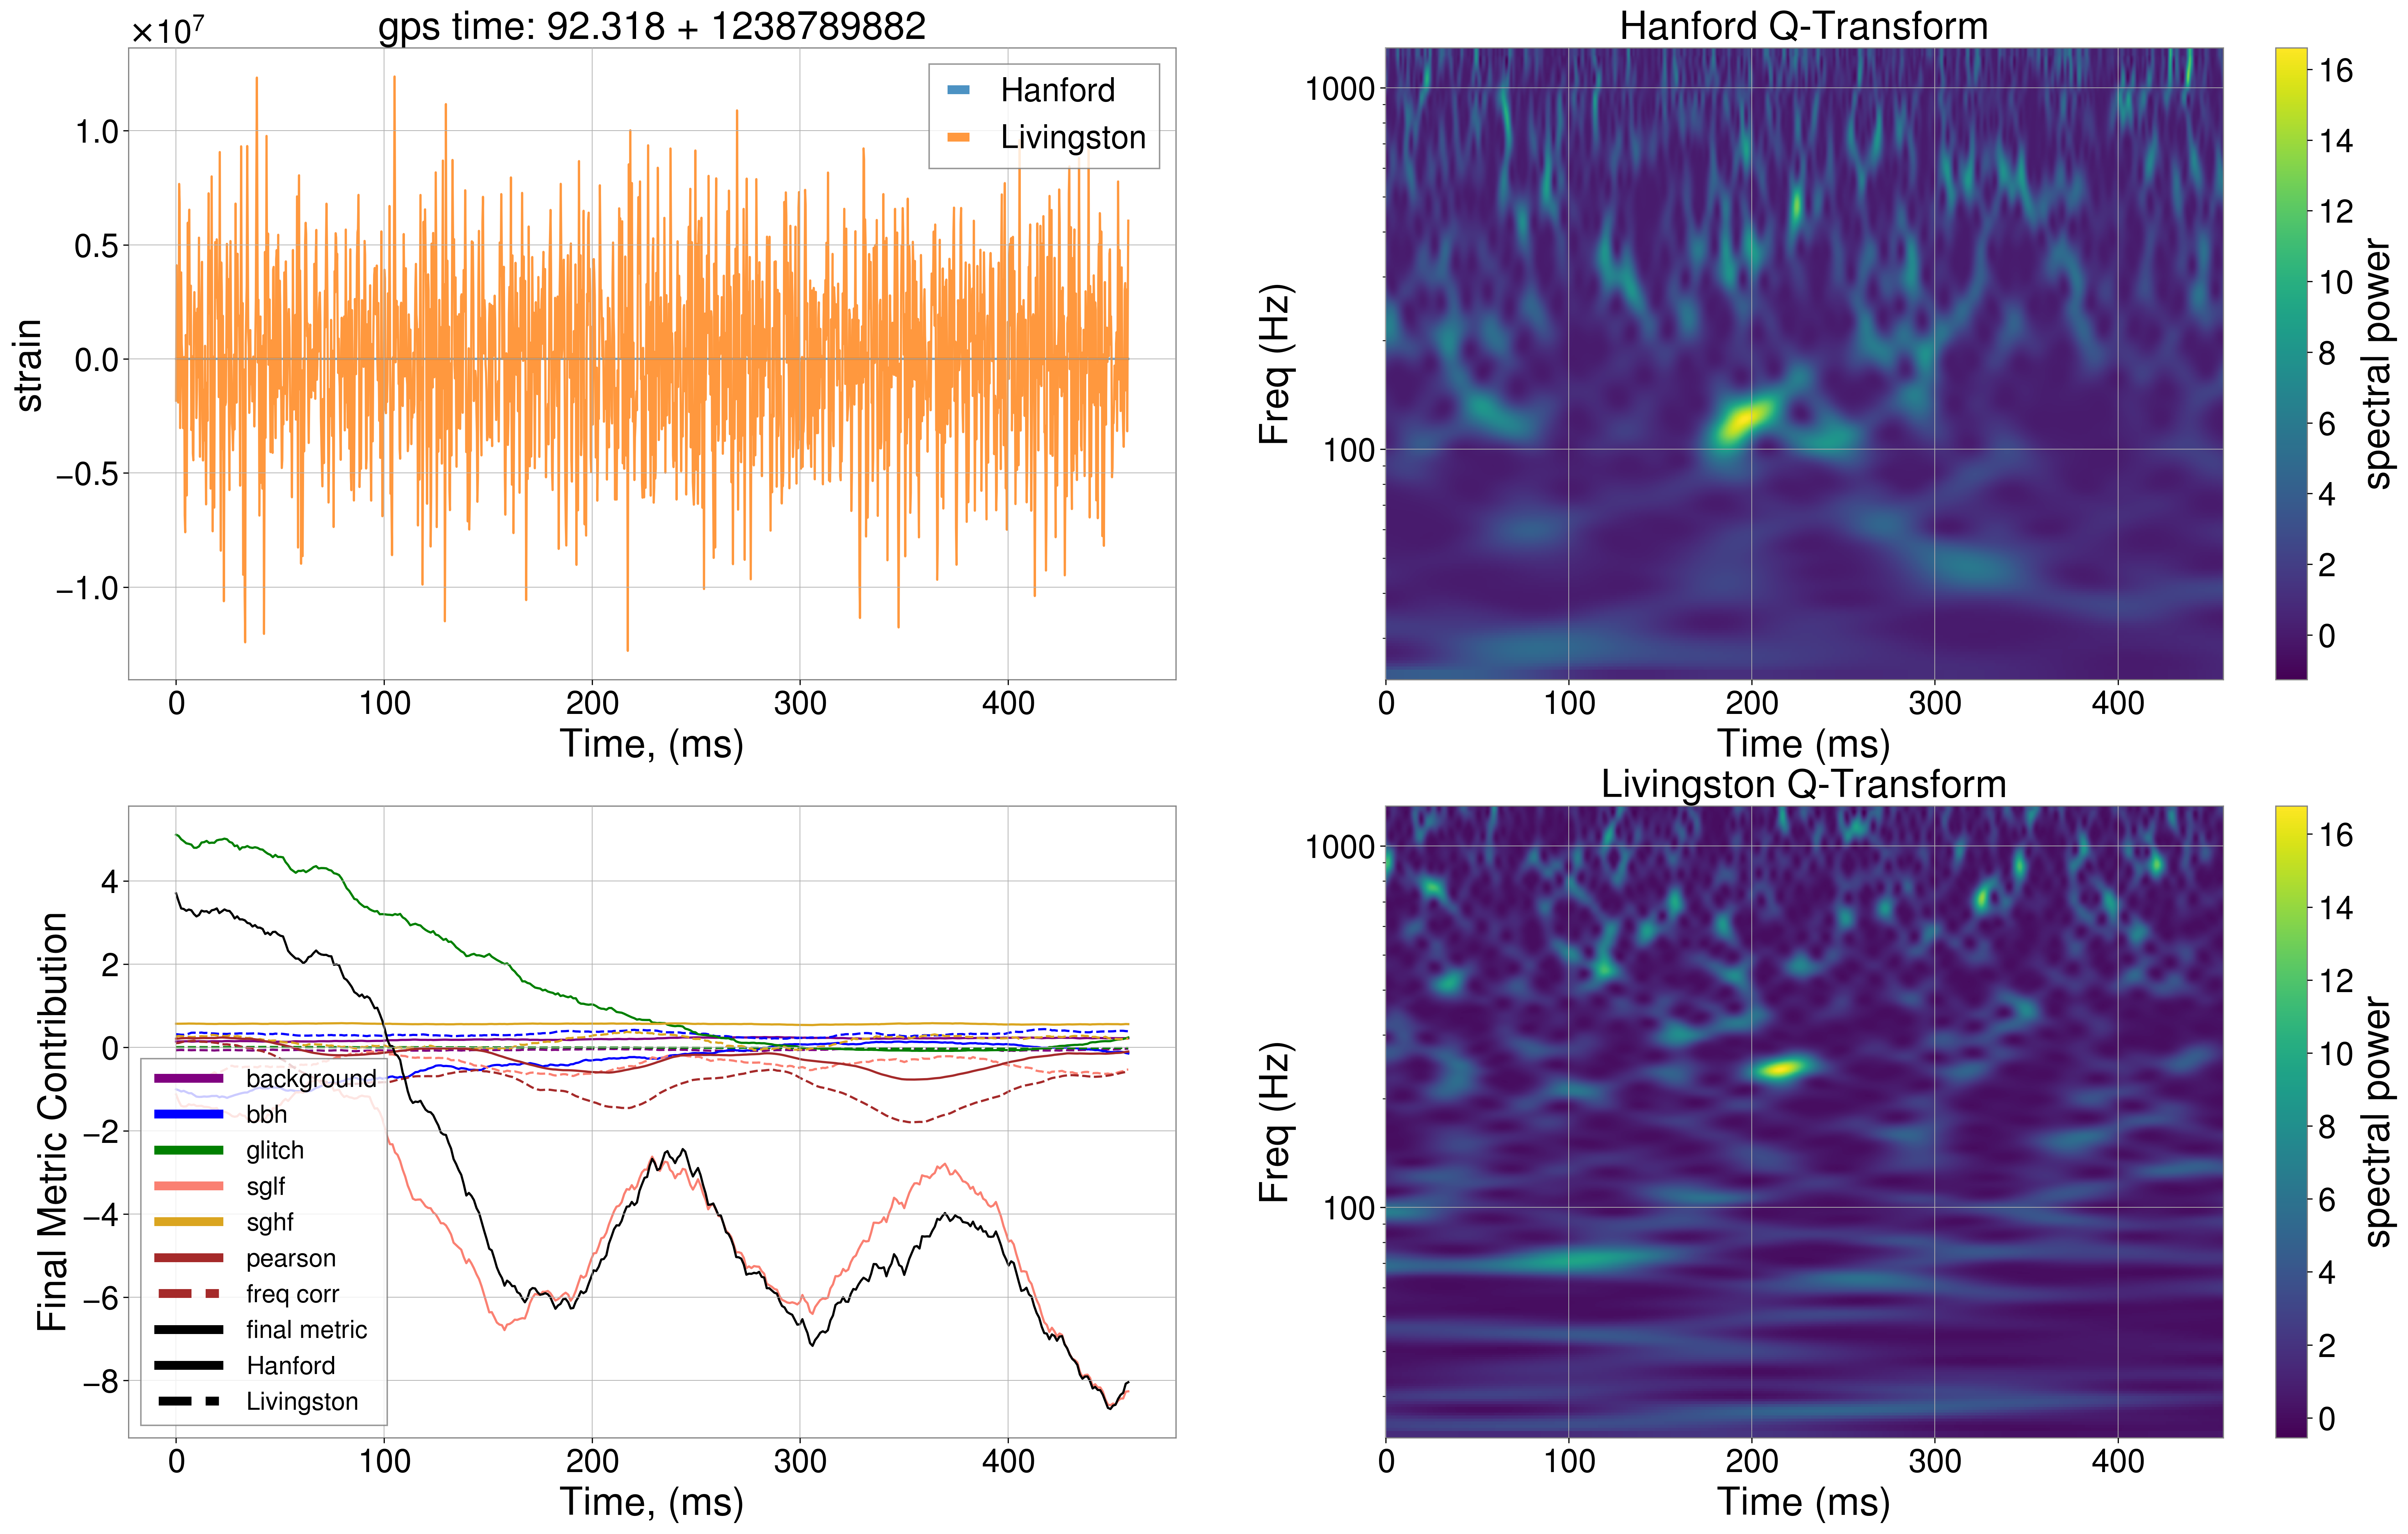 gps time: 92.318 + 1238789882
×10⁷
strain
1.0
0.5
0.0
−0.5
−1.0
0 100 200 300 400
Time, (ms)
Hanford
Livingston
Hanford Q-Transform
Freq (Hz)
1000
100
0 100 200 300 400
Time (ms)
16
14
12
10
8
6
4
2
0
spectral power
Final Metric Contribution
4
2
0
−2
−4
−6
−8
0 100 200 300 400
Time, (ms)
background
bbh
glitch
sglf
sghf
pearson
freq corr
final metric
Hanford
Livingston
Livingston Q-Transform
Freq (Hz)
1000
100
0 100 200 300 400
Time (ms)
16
14
12
10
8
6
4
2
0
spectral power